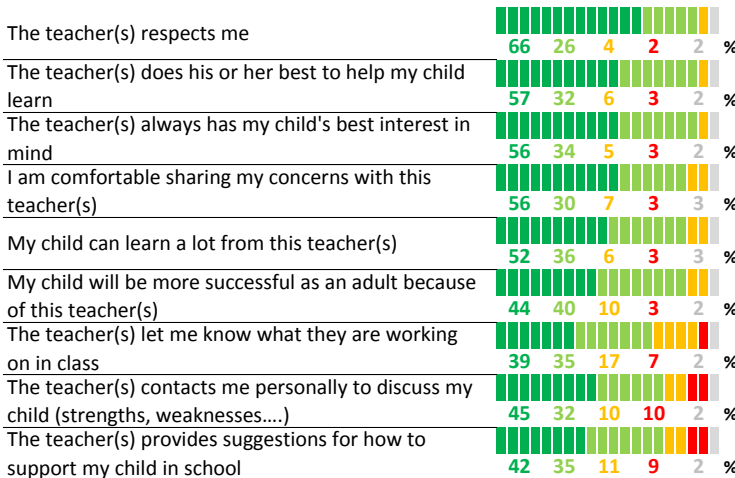 The teacher(s) respects me
66 26 4 2 2 %
The teacher(s) does his or her best to help my child
learn
57 32 6 3 2 %
The teacher(s) always has my child's best interest in
mind
56 34 5 3 2 %
I am comfortable sharing my concerns with this
teacher(s)
56 30 7 3 3 %
My child can learn a lot from this teacher(s)
52 36 6 3 3 %
My child will be more successful as an adult because
of this teacher(s)
44 40 10 3 2 %
The teacher(s) let me know what they are working
on in class
39 35 17 7 2 %
The teacher(s) contacts me personally to discuss my
child (strengths, weaknesses....)
45 32 10 10 2 %
The teacher(s) provides suggestions for how to
support my child in school
42 35 11 9 2 %